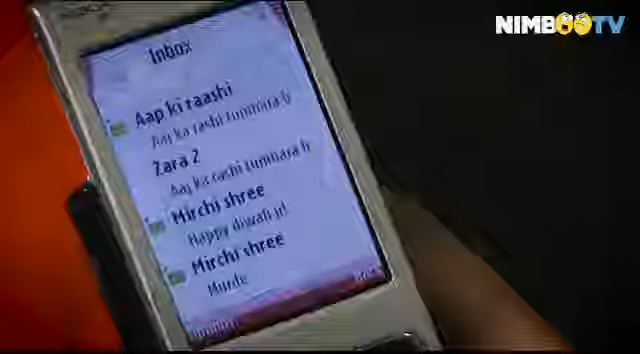 NIMBOOTV
Inbox
Aap ki raashi
Aaj ka rashi tumhara h
Zara 2
Aaj ka rashi tumhara h
Mirchi shree
Happy diwali ji
Mirchi shree